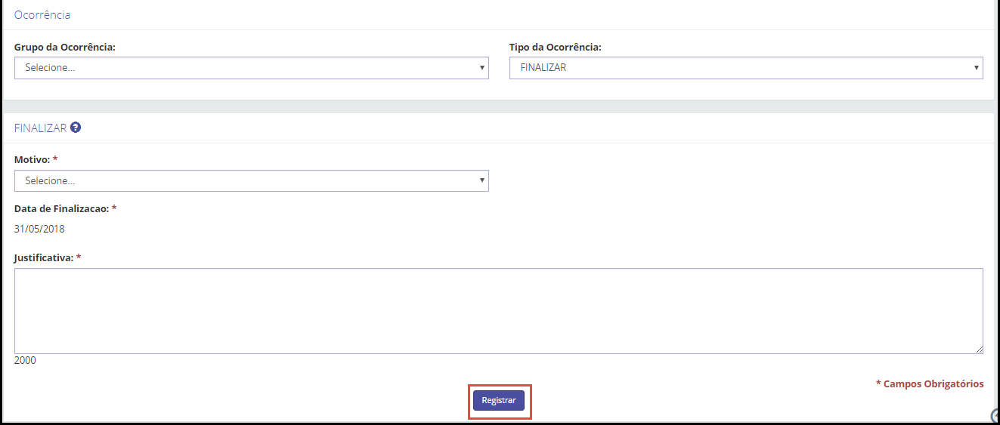 Ocorrência
Grupo da Ocorrência:
Tipo da Ocorrência:
Selecione...
FINALIZAR
FINALIZAR ?
Motivo: *
Selecione...
Data de Finalizacao: *
31/05/2018
Justificativa: *
2000
* Campos Obrigatórios
Registrar